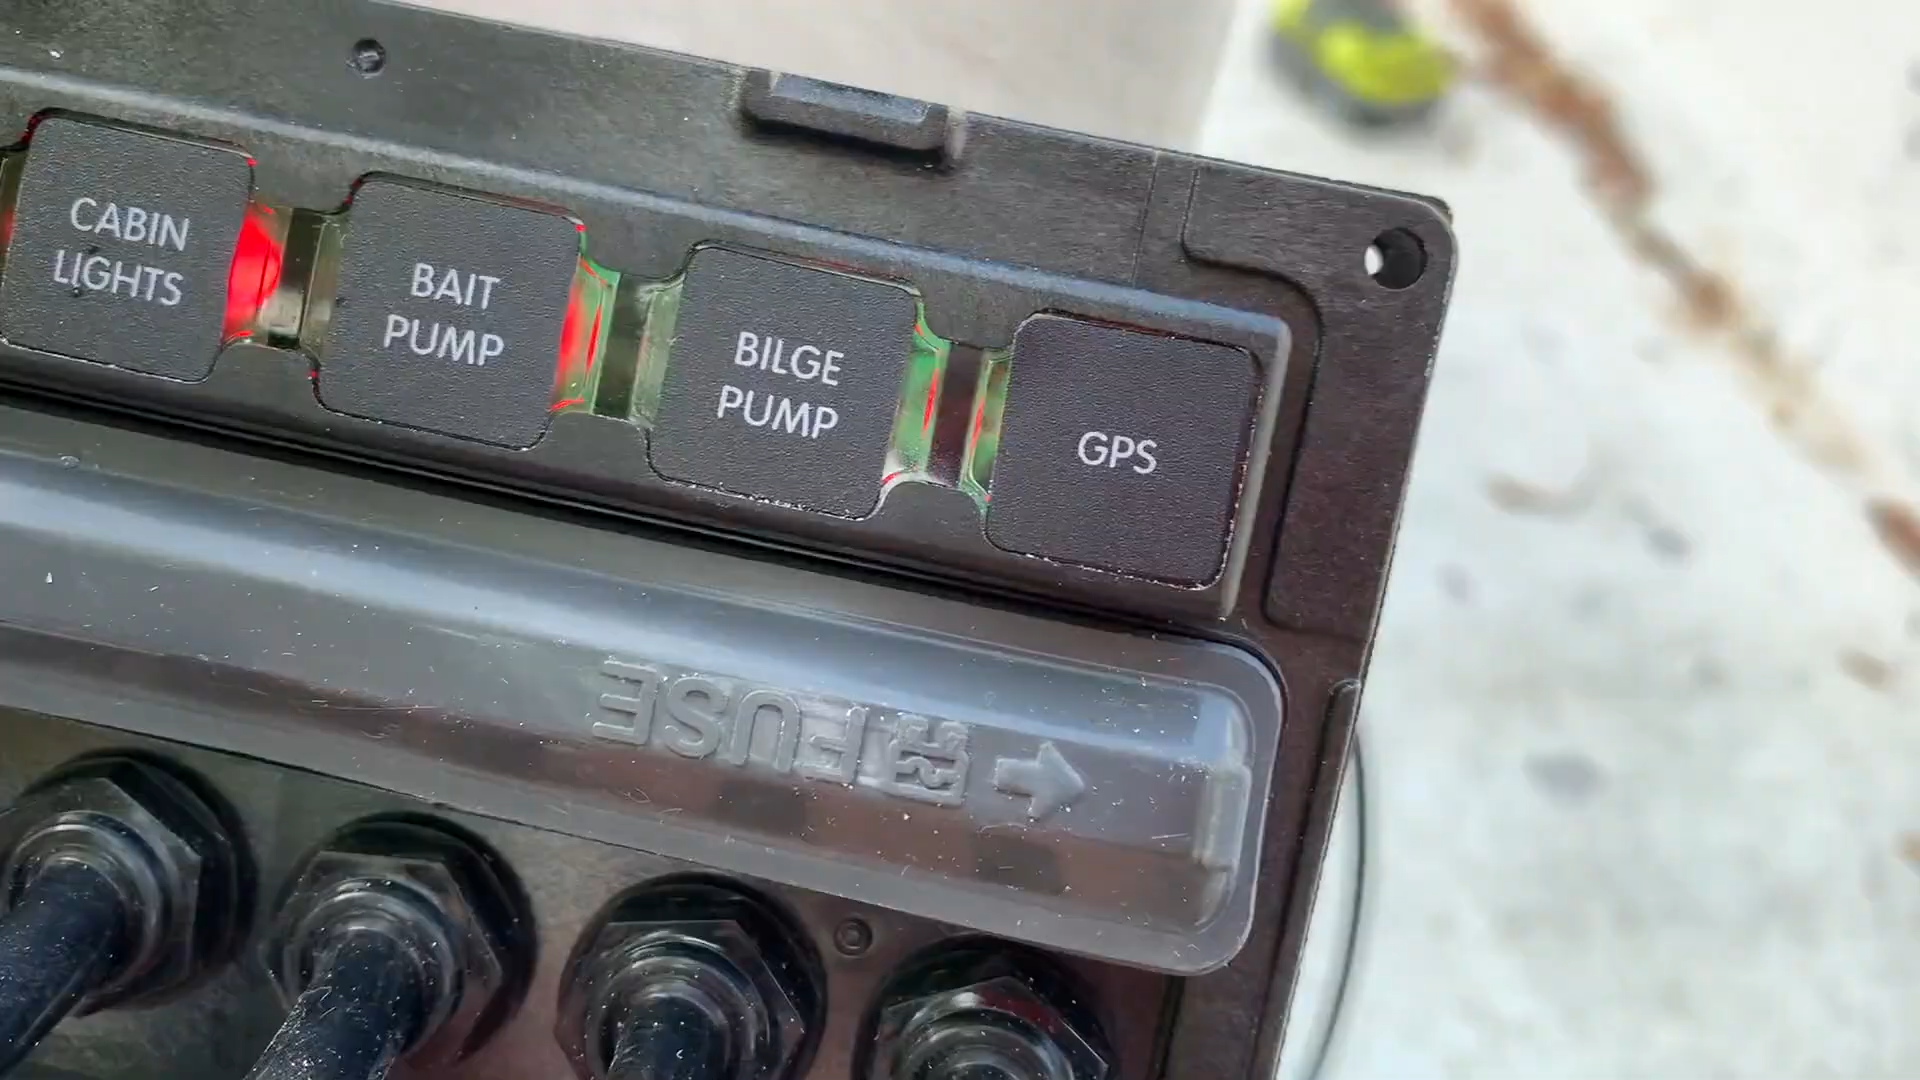 CABIN
LIGHTS
BAIT
PUMP
BILGE
PUMP
GPS
FUSE